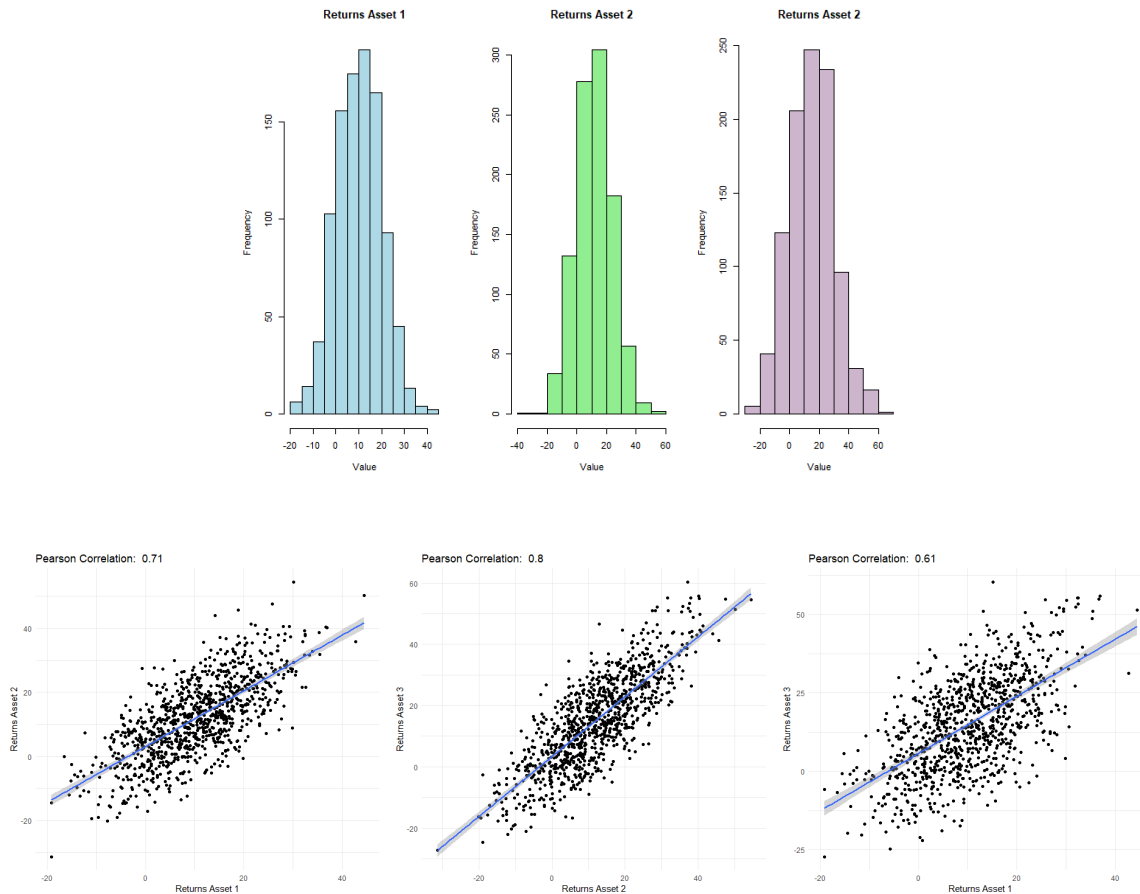 Returns Asset 1
Returns Asset 2
Returns Asset 2
Frequency
0
50
100
150
-20 -10 0 10 20 30 40
Value
Frequency
0
50
100
150
200
250
300
-40 -20 0 20 40 60
Value
Frequency
0
50
100
150
200
250
-20 0 20 40 60
Value
Pearson Correlation: 0.71
Returns Asset 2
40
20
0
-20
0 20 40
Returns Asset 1
Pearson Correlation: 0.8
Returns Asset 3
60
40
20
0
-20
-20 0 20 40
Returns Asset 2
Pearson Correlation: 0.61
Returns Asset 3
50
25
0
-25
-20 0 20 40
Returns Asset 1